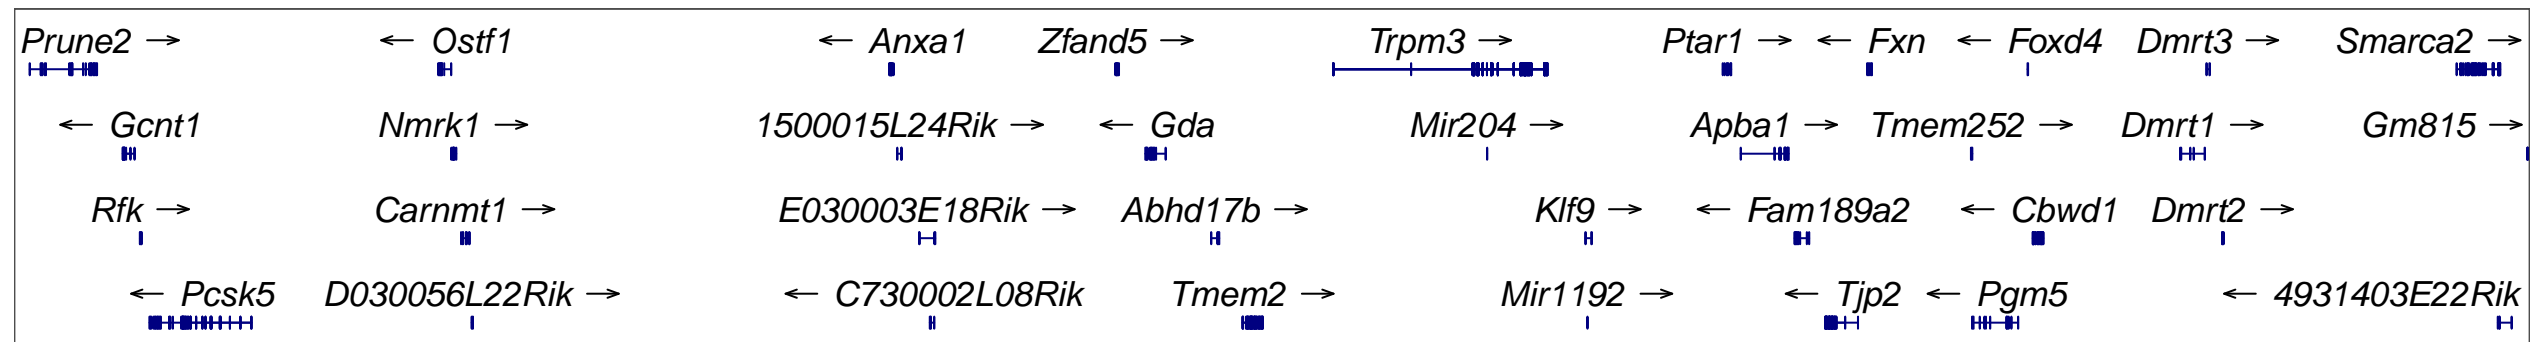 Prune2 → ← Ostf1 ← Anxa1 Zfand5 → Trpm3 → Ptar1 → ← Fxn ← Foxd4 Dmrt3 → Smarca2 →
← Gcnt1 Nmrk1 → 1500015L24Rik → ← Gda Mir204 → Apba1 → Tmem252 → Dmrt1 → Gm815 →
Rfk → Carnmt1 → E030003E18Rik → Abhd17b → Klf9 → ← Fam189a2 ← Cbwd1 Dmrt2 →
← Pcsk5 D030056L22Rik → ← C730002L08Rik Tmem2 → Mir1192 → ← Tjp2 ← Pgm5 ← 4931403E22Rik